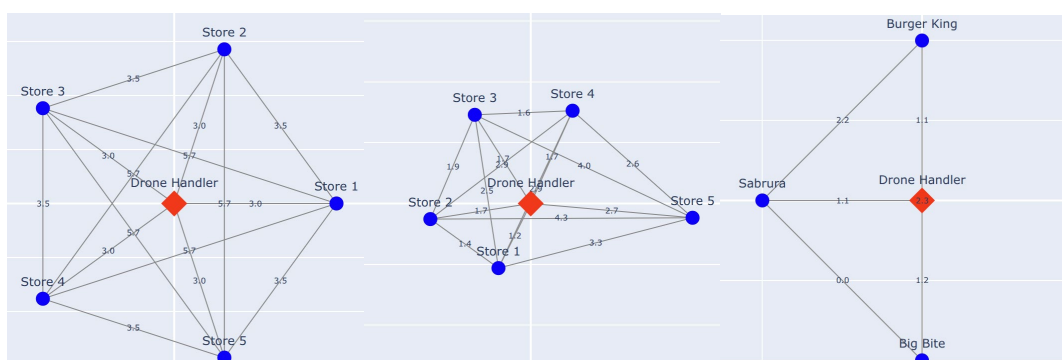 Store 2
3.5
Store 3
3.0
3.5
3.0
5.7
5.7
Drone Handler
Store 1
3.5
5.7
3.0
5.7
5.7
3.0
3.0
3.5
Store 4
3.5
Store 5
Store 4
Store 3
1.6
1.7
1.7
1.9
2.9
4.0
2.6
Drone Handler
2.5
Store 2
1.7
2.7
Store 5
4.3
1.2
1.4
3.3
Store 1
Burger King
2.2
1.1
Sabrura
Drone Handler
1.1
2.3
0.0
1.2
Big Bite